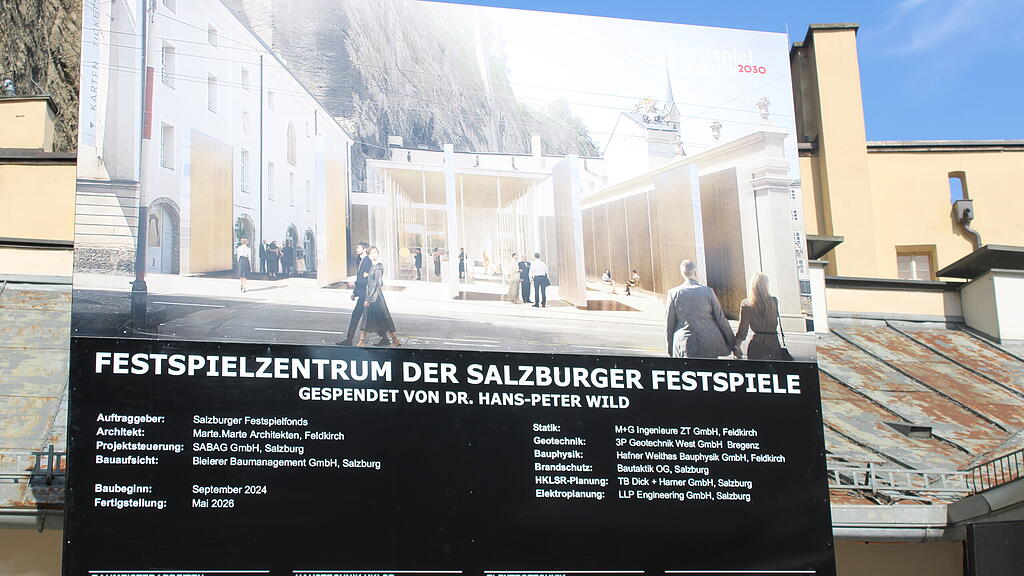 KARTEN TICKETS
festspiel
bezirk 2030
FESTSPIELZENTRUM DER SALZBURGER FESTSPIELE
GESPENDET VON DR. HANS-PETER WILD
Auftraggeber: Salzburger Festspielfonds
Architekt: Marte.Marte Architekten, Feldkirch
Projektsteuerung: SABAG GmbH, Salzburg
Bauaufsicht: Bleierer Baumanagement GmbH, Salzburg
Baubeginn: September 2024
Fertigstellung: Mai 2026
Statik: M+G Ingenieure ZT GmbH, Feldkirch
Geotechnik: 3P Geotechnik West GmbH Bregenz
Bauphysik: Hafner Weithas Bauphysik GmbH, Feldkirch
Brandschutz: Bautaktik OG, Salzburg
HKLSR-Planung: TB Dick + Harner GmbH, Salzburg
Elektroplanung: LLP Engineering GmbH, Salzburg